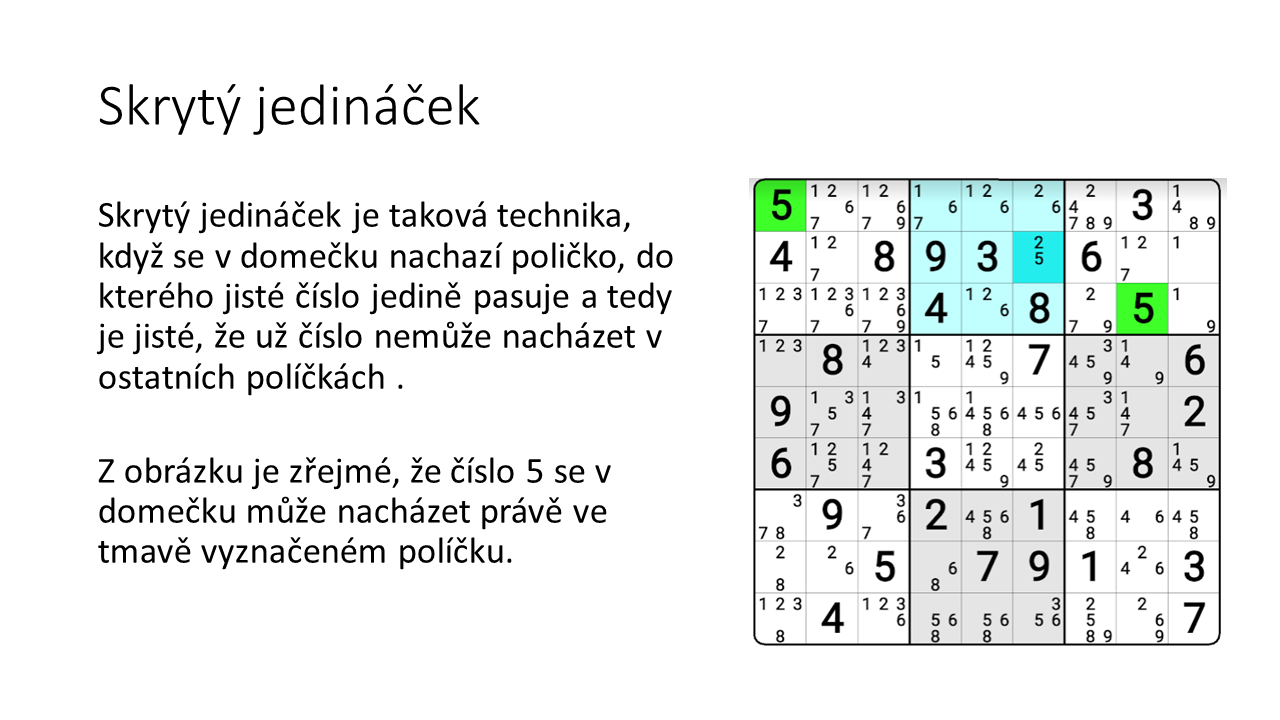 Skrytý jedináček
Skrytý jedináček je taková technika,
když se v domečku nachazí poličko, do
kterého jisté číslo jedině pasuje a tedy
je jisté, že už číslo nemůže nacházet v
ostatních políčkách .
Z obrázku je zřejmé, že číslo 5 se v
domečku může nacházet právě ve
tmavě vyznačeném políčku.
5 1 2 6 7 1 2 6 7 9 1 6 7 1 2 6 2 6 2 4 7 8 9 3 1 4 8 9
4 1 2 7 8 9 3 2 5 6 1 2 7 1
1 2 3 7 1 2 3 6 7 1 2 3 6 7 9 4 1 2 6 8 2 7 9 5 1 9
1 2 3 8 1 2 3 4 1 5 1 2 4 5 9 7 3 4 5 9 1 4 9 6
9 1 3 5 7 1 3 4 7 1 5 6 8 1 4 5 6 8 4 5 6 3 4 5 7 1 4 7 2
6 1 2 5 7 1 2 4 7 3 1 2 4 5 9 2 4 5 4 5 7 9 8 1 4 5 9
3 7 8 9 3 6 7 2 4 5 6 8 1 4 5 8 4 6 4 5 8
2 8 2 6 5 6 8 7 9 1 2 4 6 3
1 2 3 8 4 1 2 3 6 5 6 8 5 6 8 3 5 6 2 5 8 9 2 6 9 7